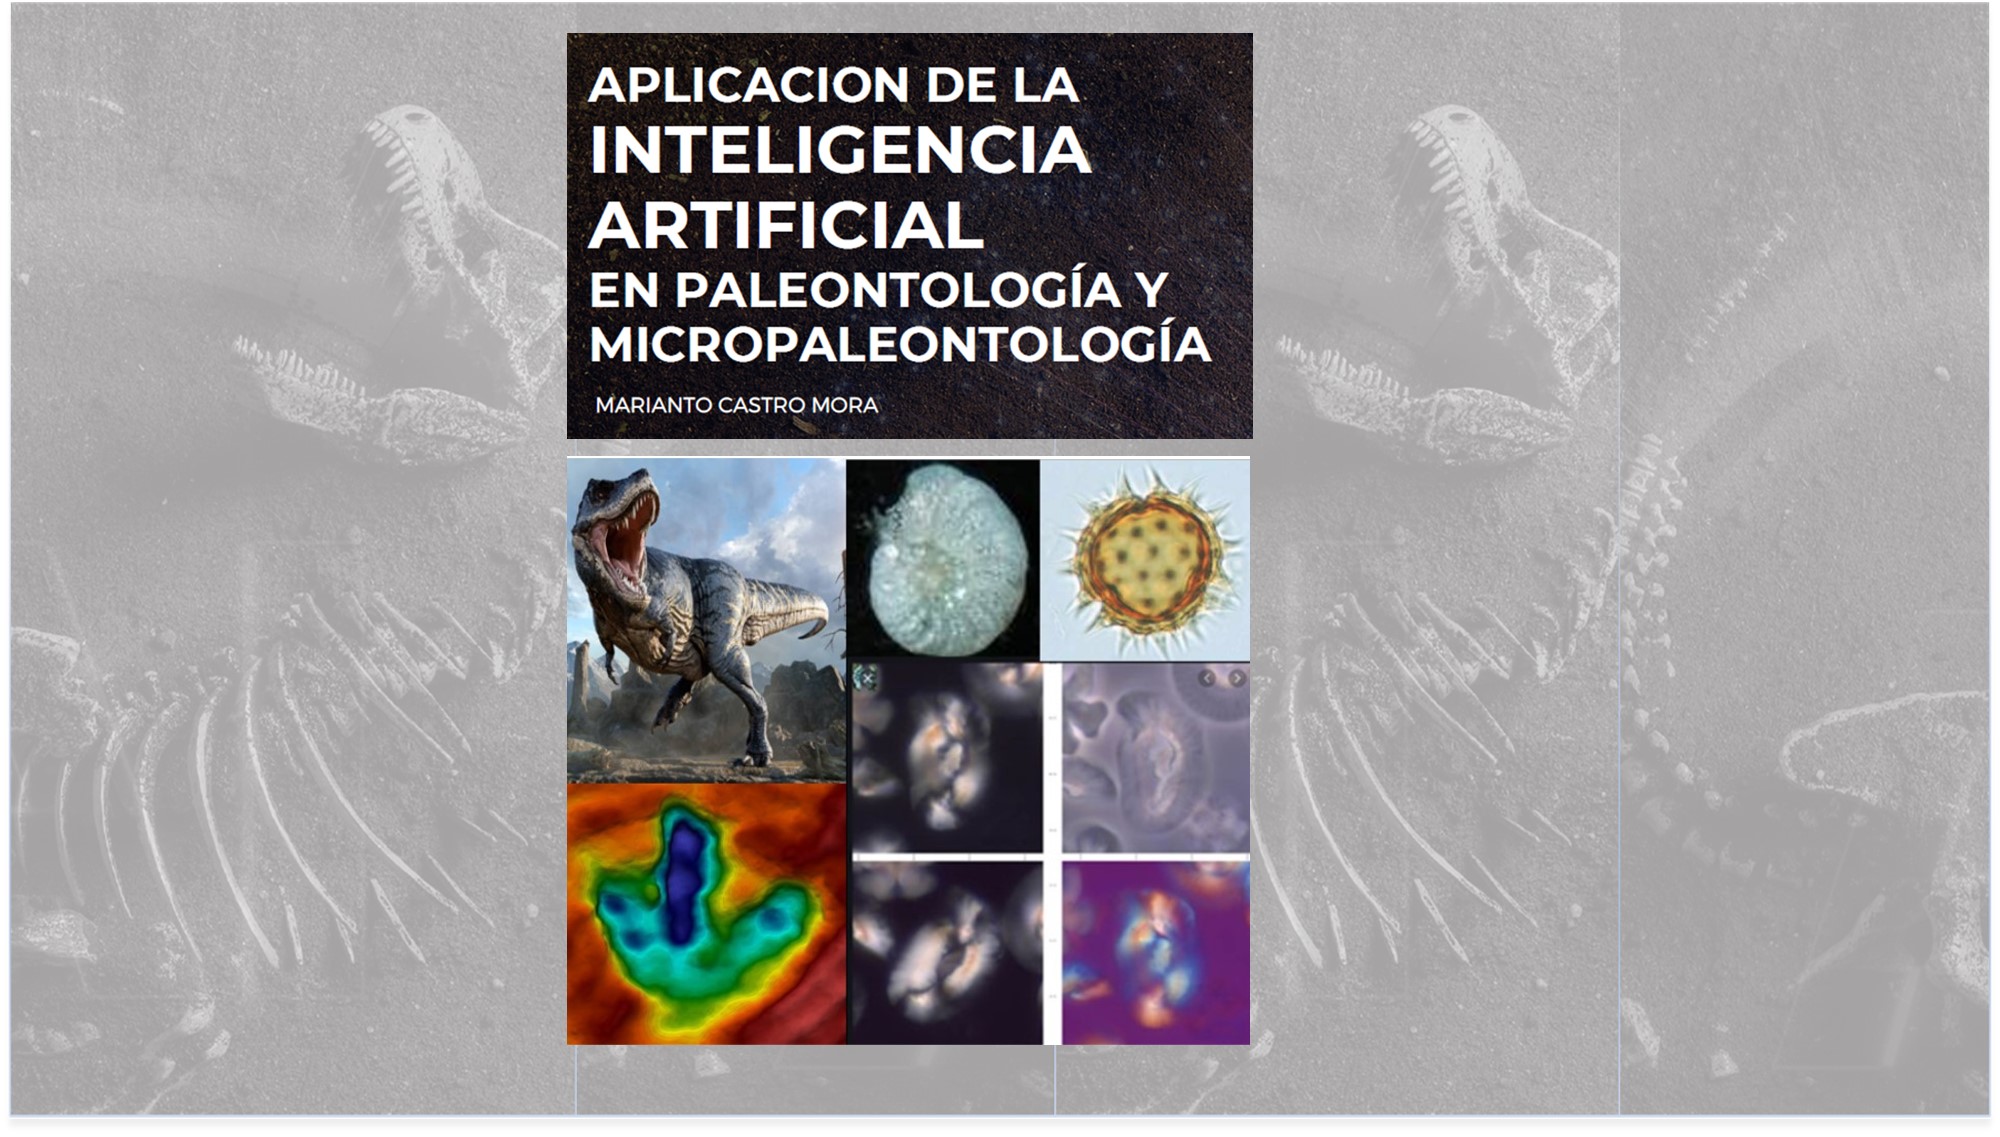 APLICACION DE LA
INTELIGENCIA
ARTIFICIAL
EN PALEONTOLOGÍA Y
MICROPALEONTOLOGÍA
MARIANTO CASTRO MORA